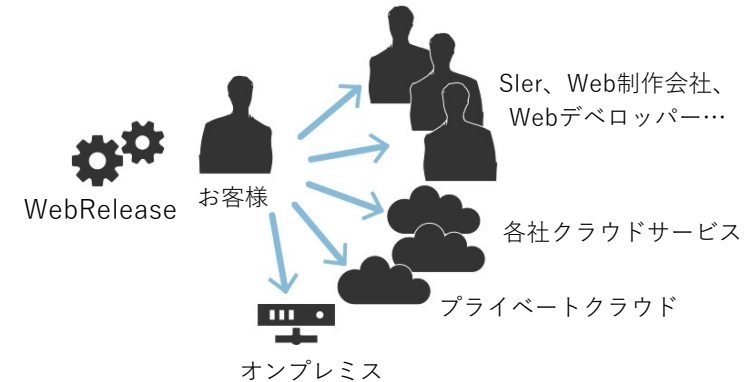 SIer、Web制作会社、
Webデベロッパー…
WebRelease
お客様
各社クラウドサービス
プライベートクラウド
オンプレミス